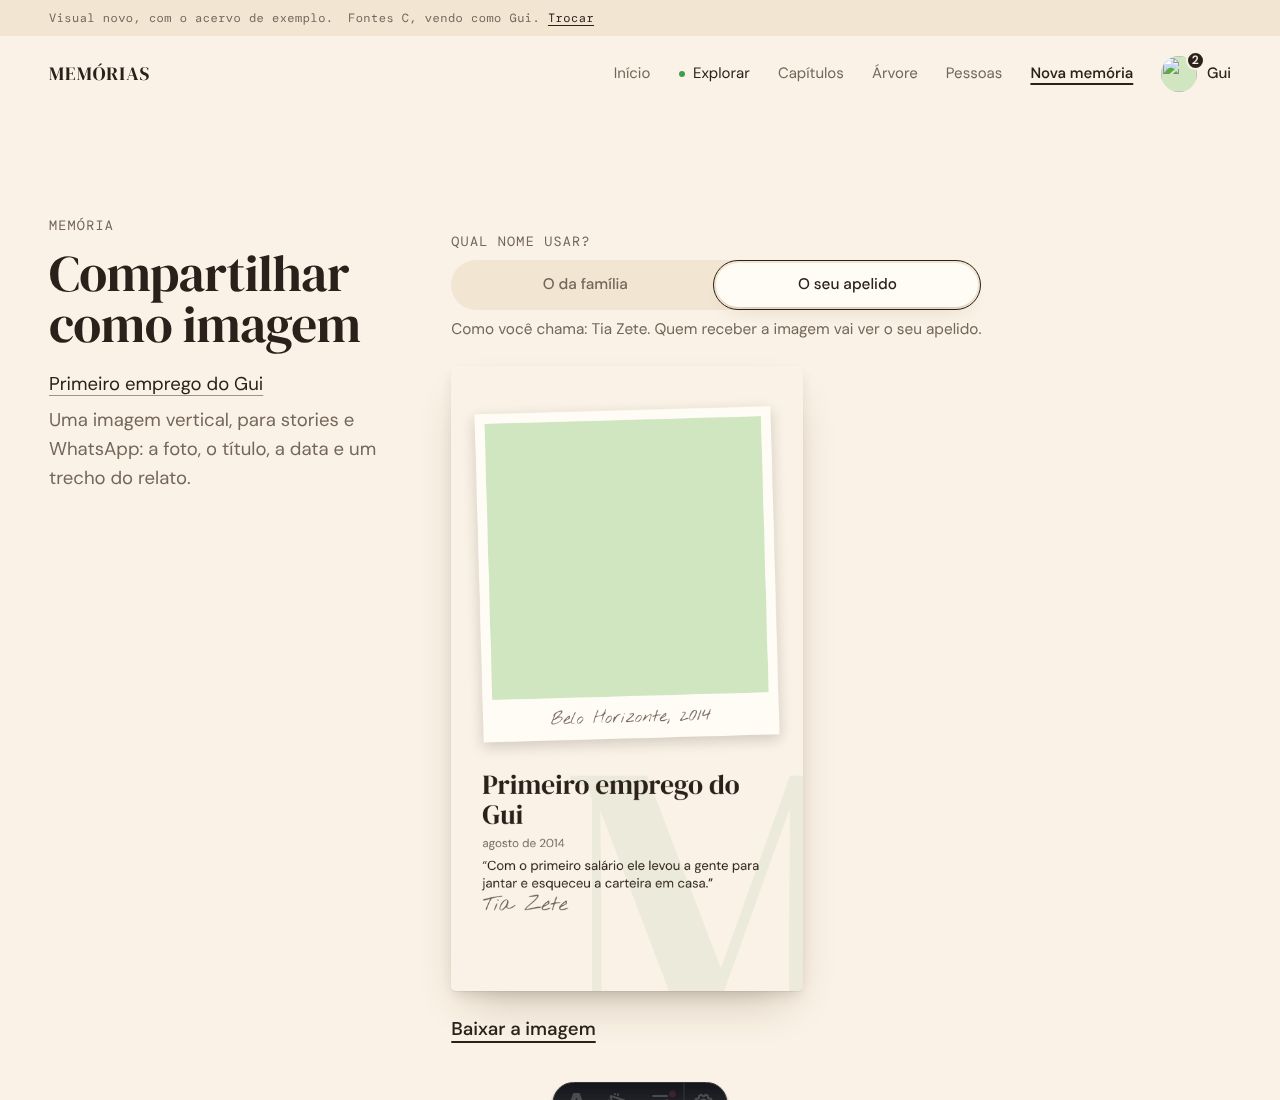 Visual novo, com o acervo de exemplo. Fontes C, vendo como Gui. Trocar
MEMÓRIAS
Início
Explorar
Capítulos
Árvore
Pessoas
Nova memória
2
Gui
MEMÓRIA
Compartilhar
como imagem
Primeiro emprego do Gui
Uma imagem vertical, para stories e
WhatsApp: a foto, o título, a data e um
trecho do relato.
QUAL NOME USAR?
O da família
O seu apelido
Como você chama: Tia Zete. Quem receber a imagem vai ver o seu apelido.
Belo Horizonte, 2014
M
Primeiro emprego do
Gui
agosto de 2014
“Com o primeiro salário ele levou a gente para
jantar e esqueceu a carteira em casa.”
Tia Zete
Baixar a imagem